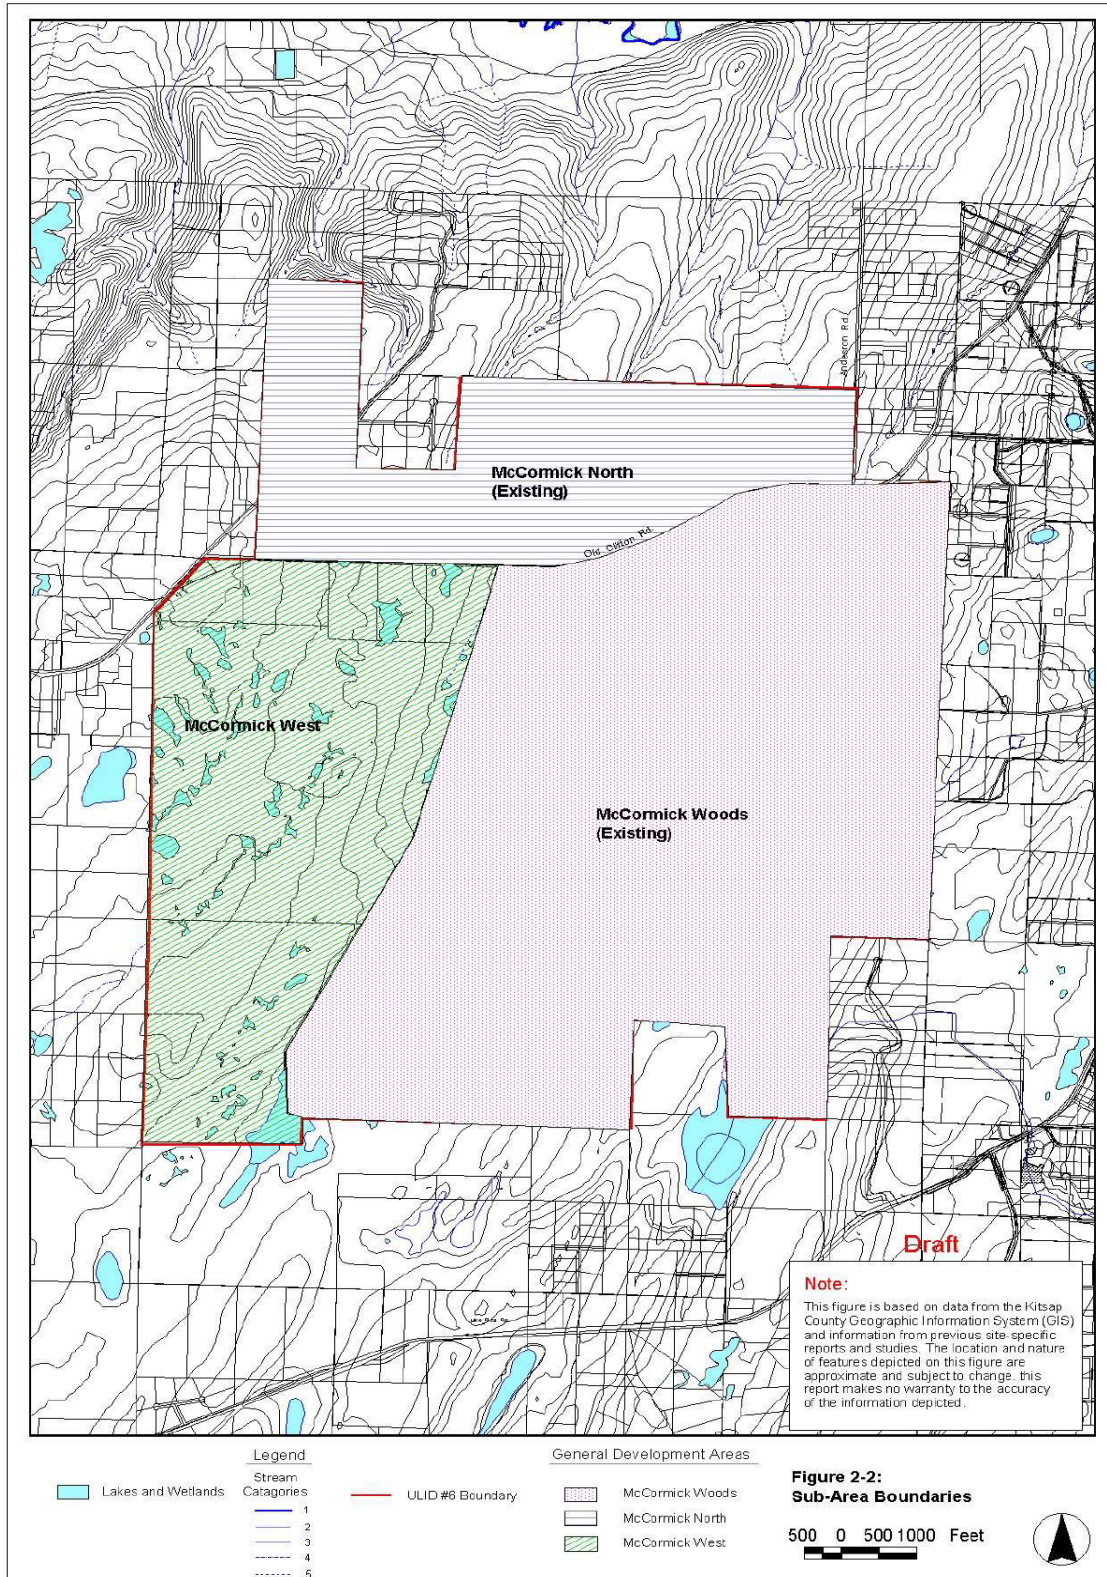 Anderson Rd
McCormick North
(Existing)
Old Clifton Rd
McCormick West
McCormick Woods
(Existing)
Draft
Note:
This figure is based on data from the Kitsap
County Geographic Information System (GIS)
and information from previous site-specific
reports and studies. The location and nature
of features depicted on this figure are
approximate and subject to change. this
report makes no warranty to the accuracy
of the information depicted.
Legend
Lakes and Wetlands
Stream
Catagories
1
2
3
4
5
ULID #6 Boundary
General Development Areas
McCormick Woods
McCormick North
McCormick West
Figure 2-2:
Sub-Area Boundaries
500 0 500 1000 Feet